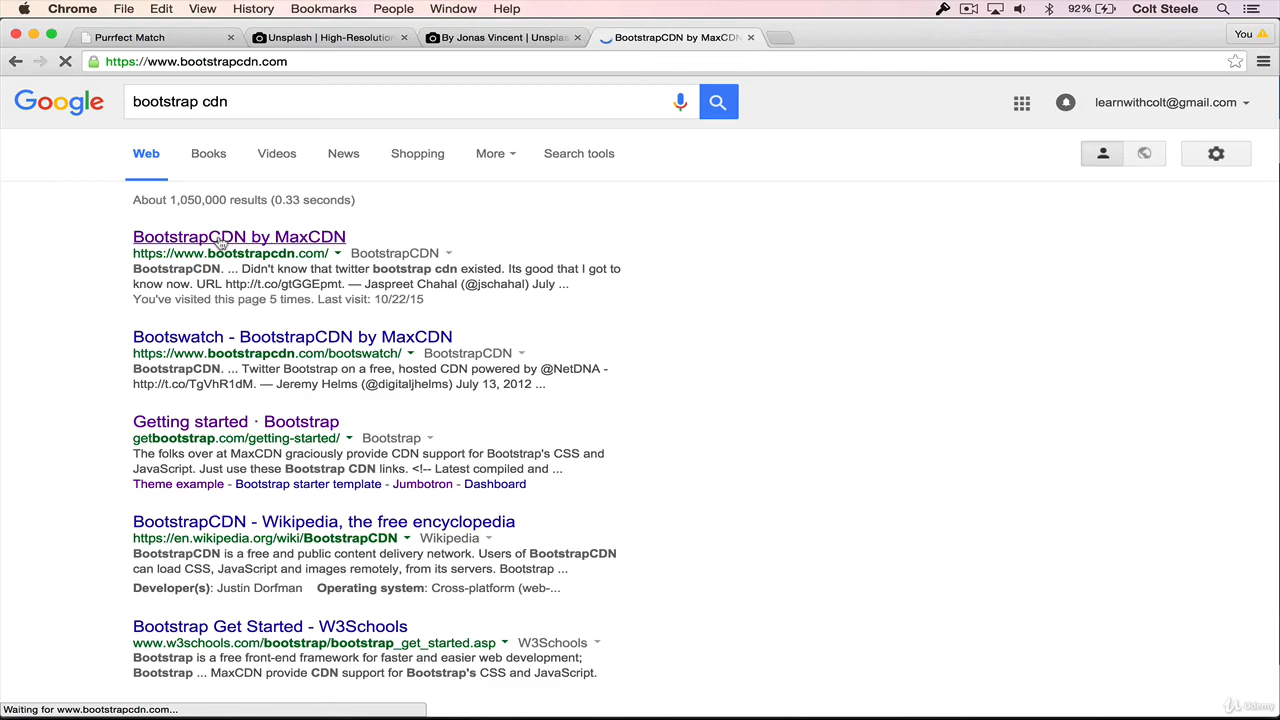 Chrome File Edit View History Bookmarks People Window Help 92% Colt Steele
Purrfect Match Unsplash | High-Resolution By Jonas Vincent | Unsplas BootstrapCDN by MaxCDN You
https://www.bootstrapcdn.com
Google bootstrap cdn learnwithcolt@gmail.com
Web Books Videos News Shopping More Search tools
About 1,050,000 results (0.33 seconds)
BootstrapCDN by MaxCDN
https://www.bootstrapcdn.com/ BootstrapCDN
BootstrapCDN. ... Didn't know that twitter bootstrap cdn existed. Its good that I got to
know now. URL http://t.co/gtGGEpmt. — Jaspreet Chahal (@jschahal) July ...
You've visited this page 5 times. Last visit: 10/22/15
Bootswatch - BootstrapCDN by MaxCDN
https://www.bootstrapcdn.com/bootswatch/ BootstrapCDN
BootstrapCDN. ... Twitter Bootstrap on a free, hosted CDN powered by @NetDNA -
http://t.co/TgVhR1dM. — Jeremy Helms (@digitaljhelms) July 13, 2012 ...
Getting started · Bootstrap
getbootstrap.com/getting-started/ Bootstrap
The folks over at MaxCDN graciously provide CDN support for Bootstrap's CSS and
JavaScript. Just use these Bootstrap CDN links. <!-- Latest compiled and ...
Theme example - Bootstrap starter template - Jumbotron - Dashboard
BootstrapCDN - Wikipedia, the free encyclopedia
https://en.wikipedia.org/wiki/BootstrapCDN Wikipedia
BootstrapCDN is a free and public content delivery network. Users of BootstrapCDN
can load CSS, JavaScript and images remotely, from its servers. Bootstrap ...
Developer(s): Justin Dorfman Operating system: Cross-platform (web-...
Bootstrap Get Started - W3Schools
www.w3schools.com/bootstrap/bootstrap_get_started.asp W3Schools
Bootstrap is a free front-end framework for faster and easier web development;
Bootstrap ... MaxCDN provide CDN support for Bootstrap's CSS and JavaScript.
Waiting for www.bootstrapcdn.com...
Udemy